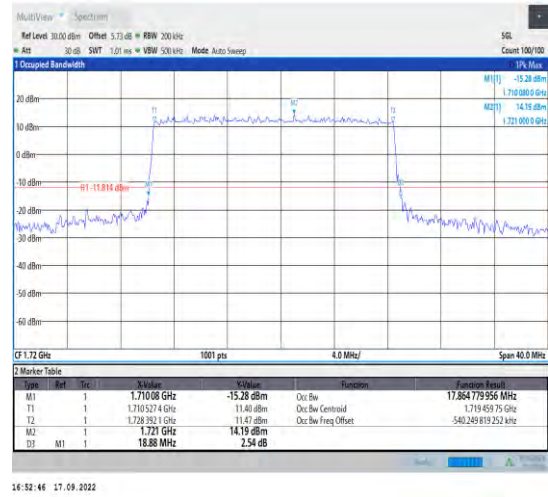 MultiView Spectrum
Ref Level 30.00 dBm Offset 5.73 dB RBW 200 kHz SGL
Att 30 dB SWT 1.01 ms VBW 500 kHz Mode Auto Sweep Count 100/100
1 Occupied Bandwidth 1Pk Max
M1[1] -15.28 dBm
1.710 080 0 GHz
M2[1] 14.19 dBm
1.721 000 0 GHz
20 dBm
T1 M2 T2
10 dBm
0 dBm
-10 dBm
H1 -11.814 dBm
-20 dBm
-30 dBm
-40 dBm
-50 dBm
-60 dBm
CF 1.72 GHz 1001 pts 4.0 MHz/ Span 40.0 MHz
2 Marker Table
Type Ref Trc X-Value Y-Value Function Function Result
M1 1 1.71008 GHz -15.28 dBm Occ Bw 17.864 779 956 MHz
T1 1 1.710 527 4 GHz 11.40 dBm Occ Bw Centroid 1.719 459 75 GHz
T2 1 1.728 392 1 GHz 11.47 dBm Occ Bw Freq Offset -540.249 819 252 kHz
M2 1 1.721 GHz 14.19 dBm
D3 M1 1 18.88 MHz 2.54 dB
16:52:46 17.09.2022